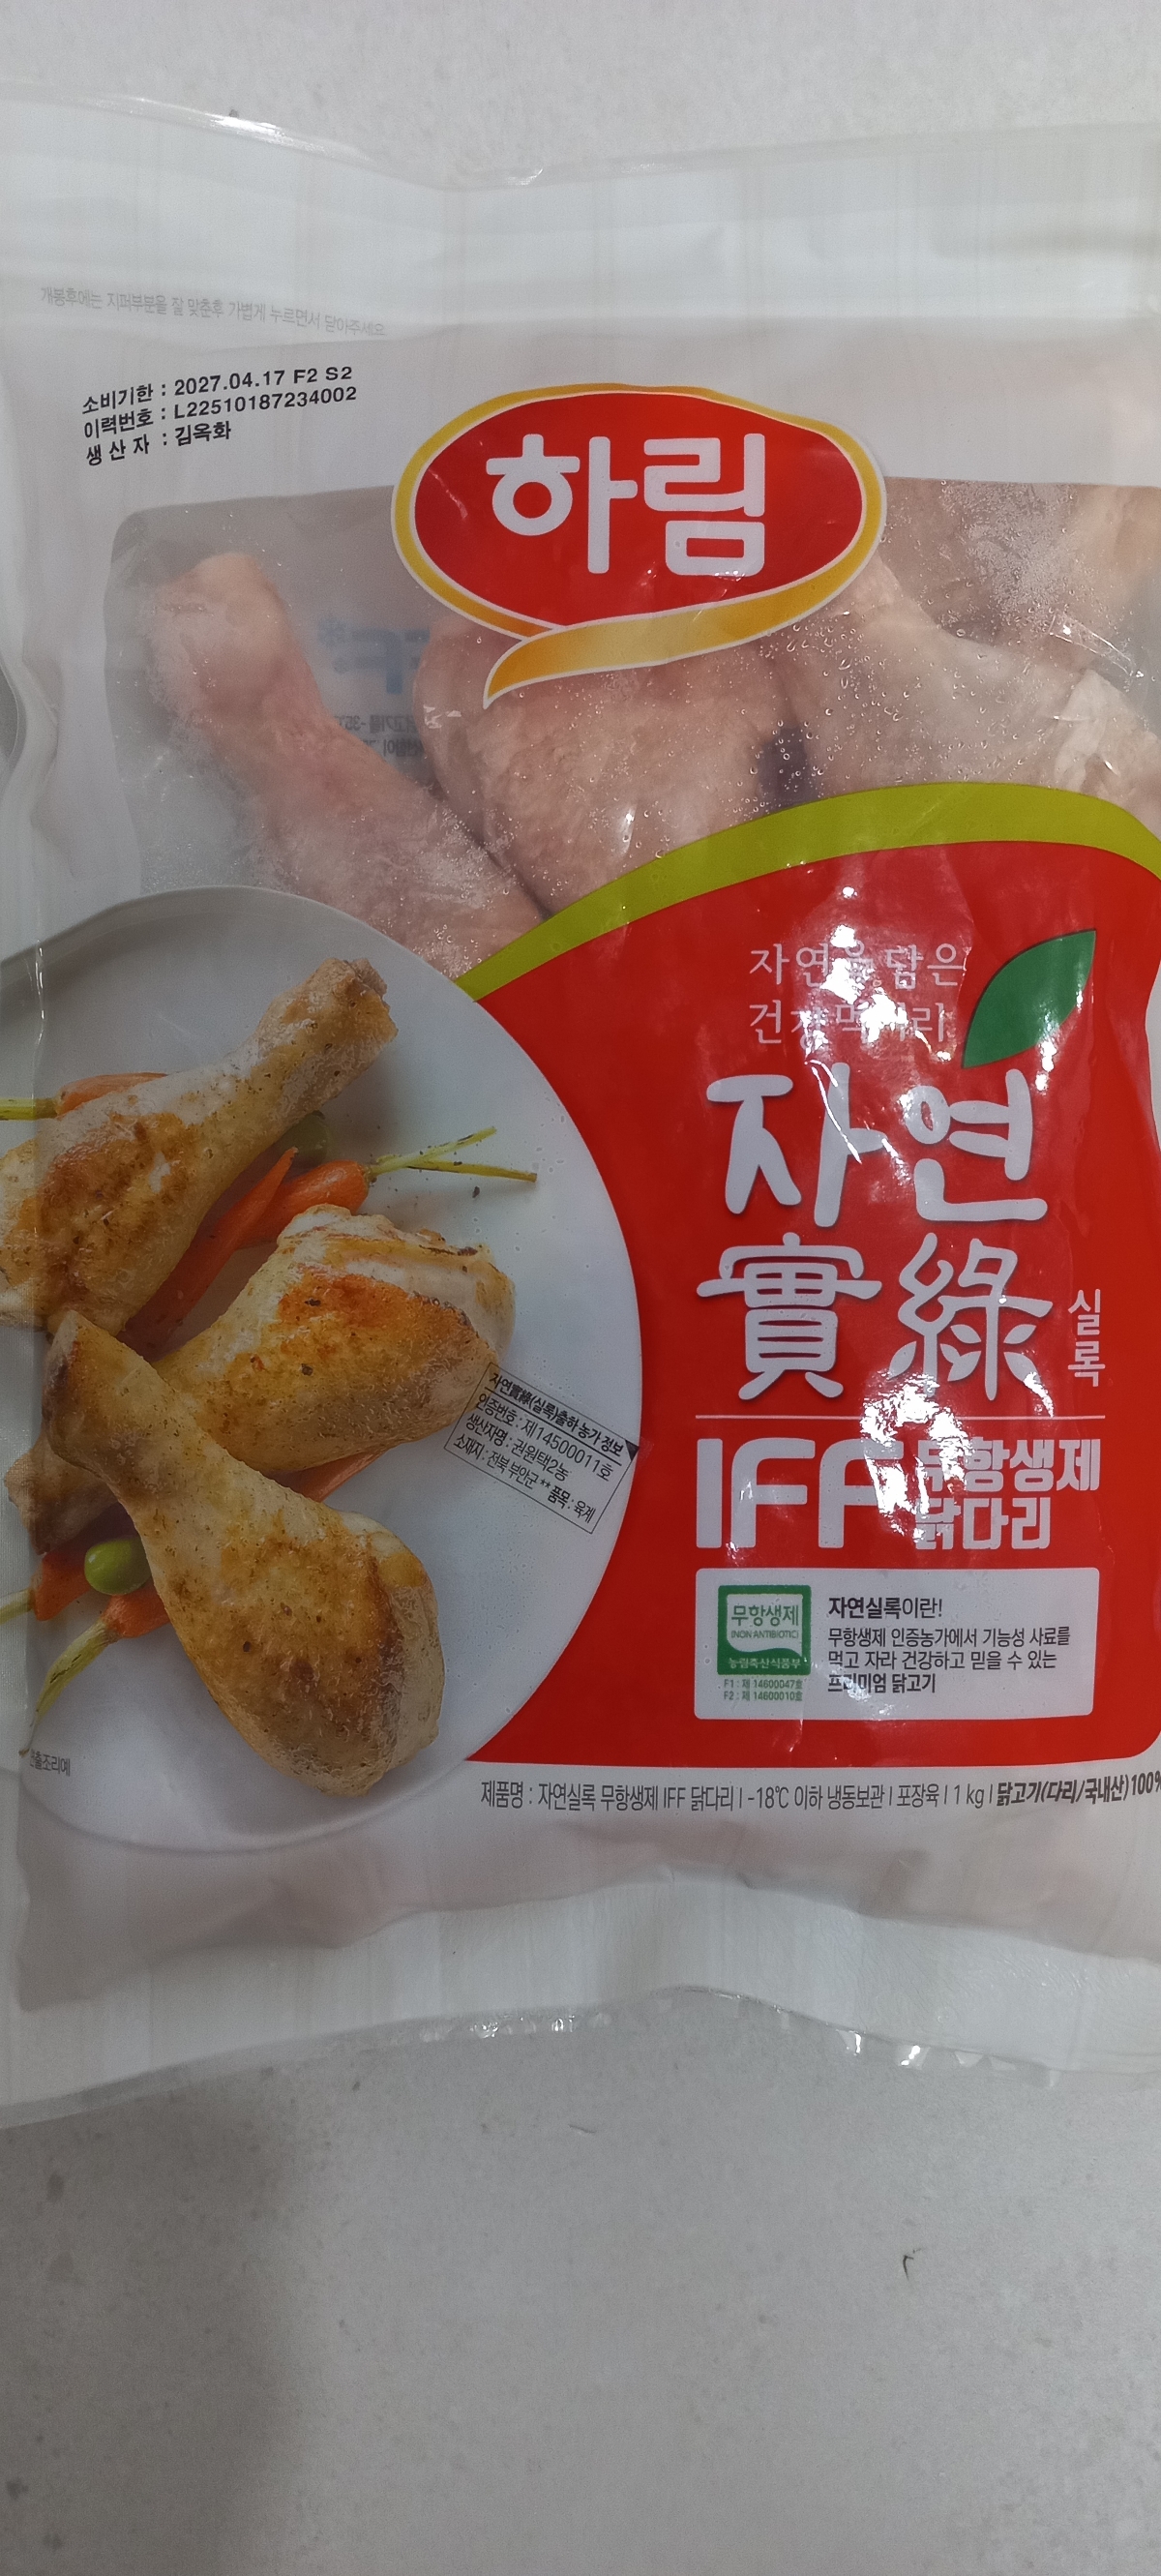 개봉후에는 지퍼부분을 잘 맞춘후 가볍게 누르면서 닫아주세요
소비기한 : 2027.04.17 F2 S2
이력번호 : L22510187234002
생 산 자 : 김옥화
하림
자연을 담은
건강먹거리
자연
實綠
실록
IFF 무항생제
닭다리
자연實綠(실록)출하 농가 정보
인증번호 : 제14500011호
생산자명 : 권원택2농
소재지 : 전북 부안군 ** 품목 : 육계
무항생제
(NON ANTIBIOTIC)
농림축산식품부
F1 : 제 14600047호
F2 : 제 14600010호
자연실록이란!
무항생제 인증농가에서 기능성 사료를
먹고 자라 건강하고 믿을 수 있는
프리미엄 닭고기
연출조리예
제품명 : 자연실록 무항생제 IFF 닭다리 I -18℃ 이하 냉동보관 I 포장육 I 1 kg I 닭고기(다리/국내산)100%